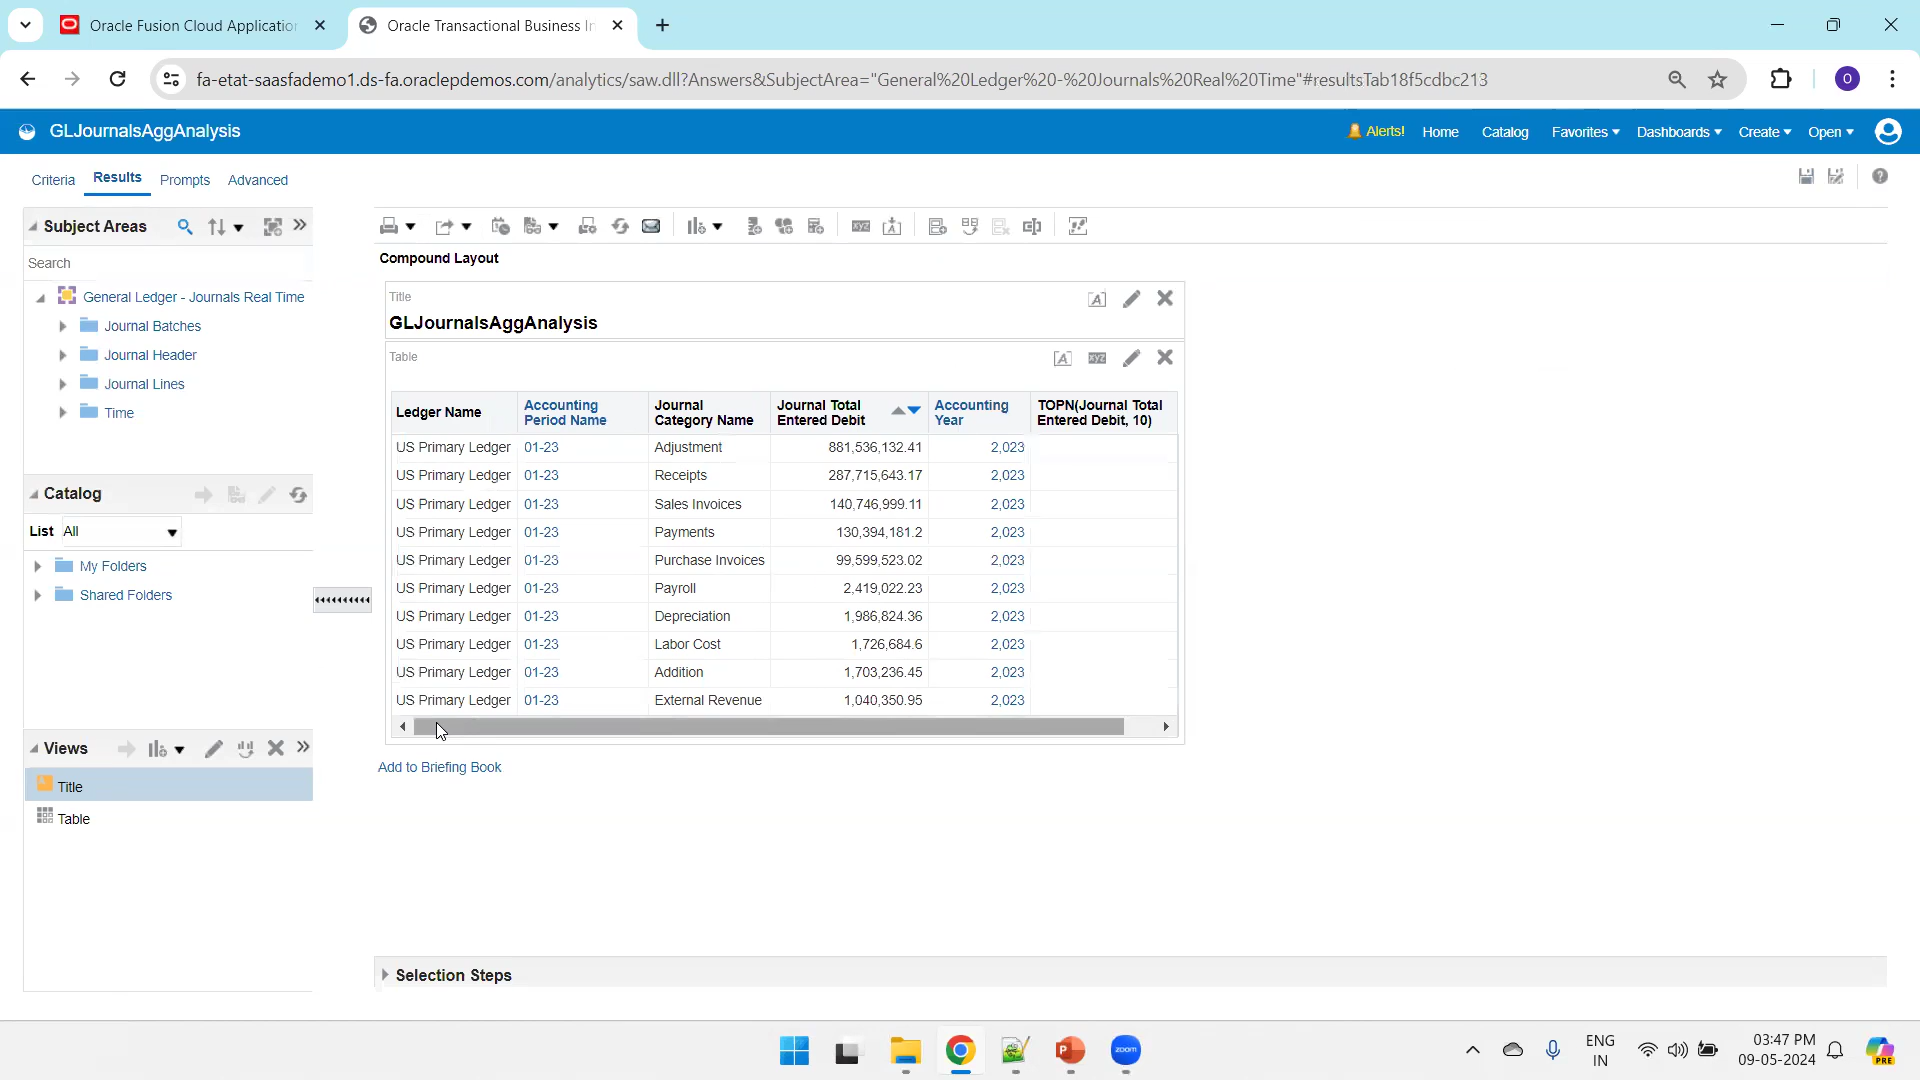 Oracle Fusion Cloud Application
Oracle Transactional Business In
fa-etat-saasfademo1.ds-fa.oraclepdemos.com/analytics/saw.dll?Answers&SubjectArea="General%20Ledger%20-%20Journals%20Real%20Time"#resultsTab18f5cdbc213
O
GLJournalsAggAnalysis
Alerts! Home Catalog Favorites Dashboards Create Open
Criteria Results Prompts Advanced
Subject Areas
Search
General Ledger - Journals Real Time
Journal Batches
Journal Header
Journal Lines
Time
Catalog
List All
My Folders
Shared Folders
Views
Title
Table
Compound Layout
Title
GLJournalsAggAnalysis
Table
Ledger Name Accounting Period Name Journal Category Name Journal Total Entered Debit Accounting Year TOPN(Journal Total Entered Debit, 10)
US Primary Ledger 01-23 Adjustment 881,536,132.41 2,023
US Primary Ledger 01-23 Receipts 287,715,643.17 2,023
US Primary Ledger 01-23 Sales Invoices 140,746,999.11 2,023
US Primary Ledger 01-23 Payments 130,394,181.2 2,023
US Primary Ledger 01-23 Purchase Invoices 99,599,523.02 2,023
US Primary Ledger 01-23 Payroll 2,419,022.23 2,023
US Primary Ledger 01-23 Depreciation 1,986,824.36 2,023
US Primary Ledger 01-23 Labor Cost 1,726,684.6 2,023
US Primary Ledger 01-23 Addition 1,703,236.45 2,023
US Primary Ledger 01-23 External Revenue 1,040,350.95 2,023
Add to Briefing Book
Selection Steps
zoom
ENG
IN
03:47 PM
09-05-2024
PRE